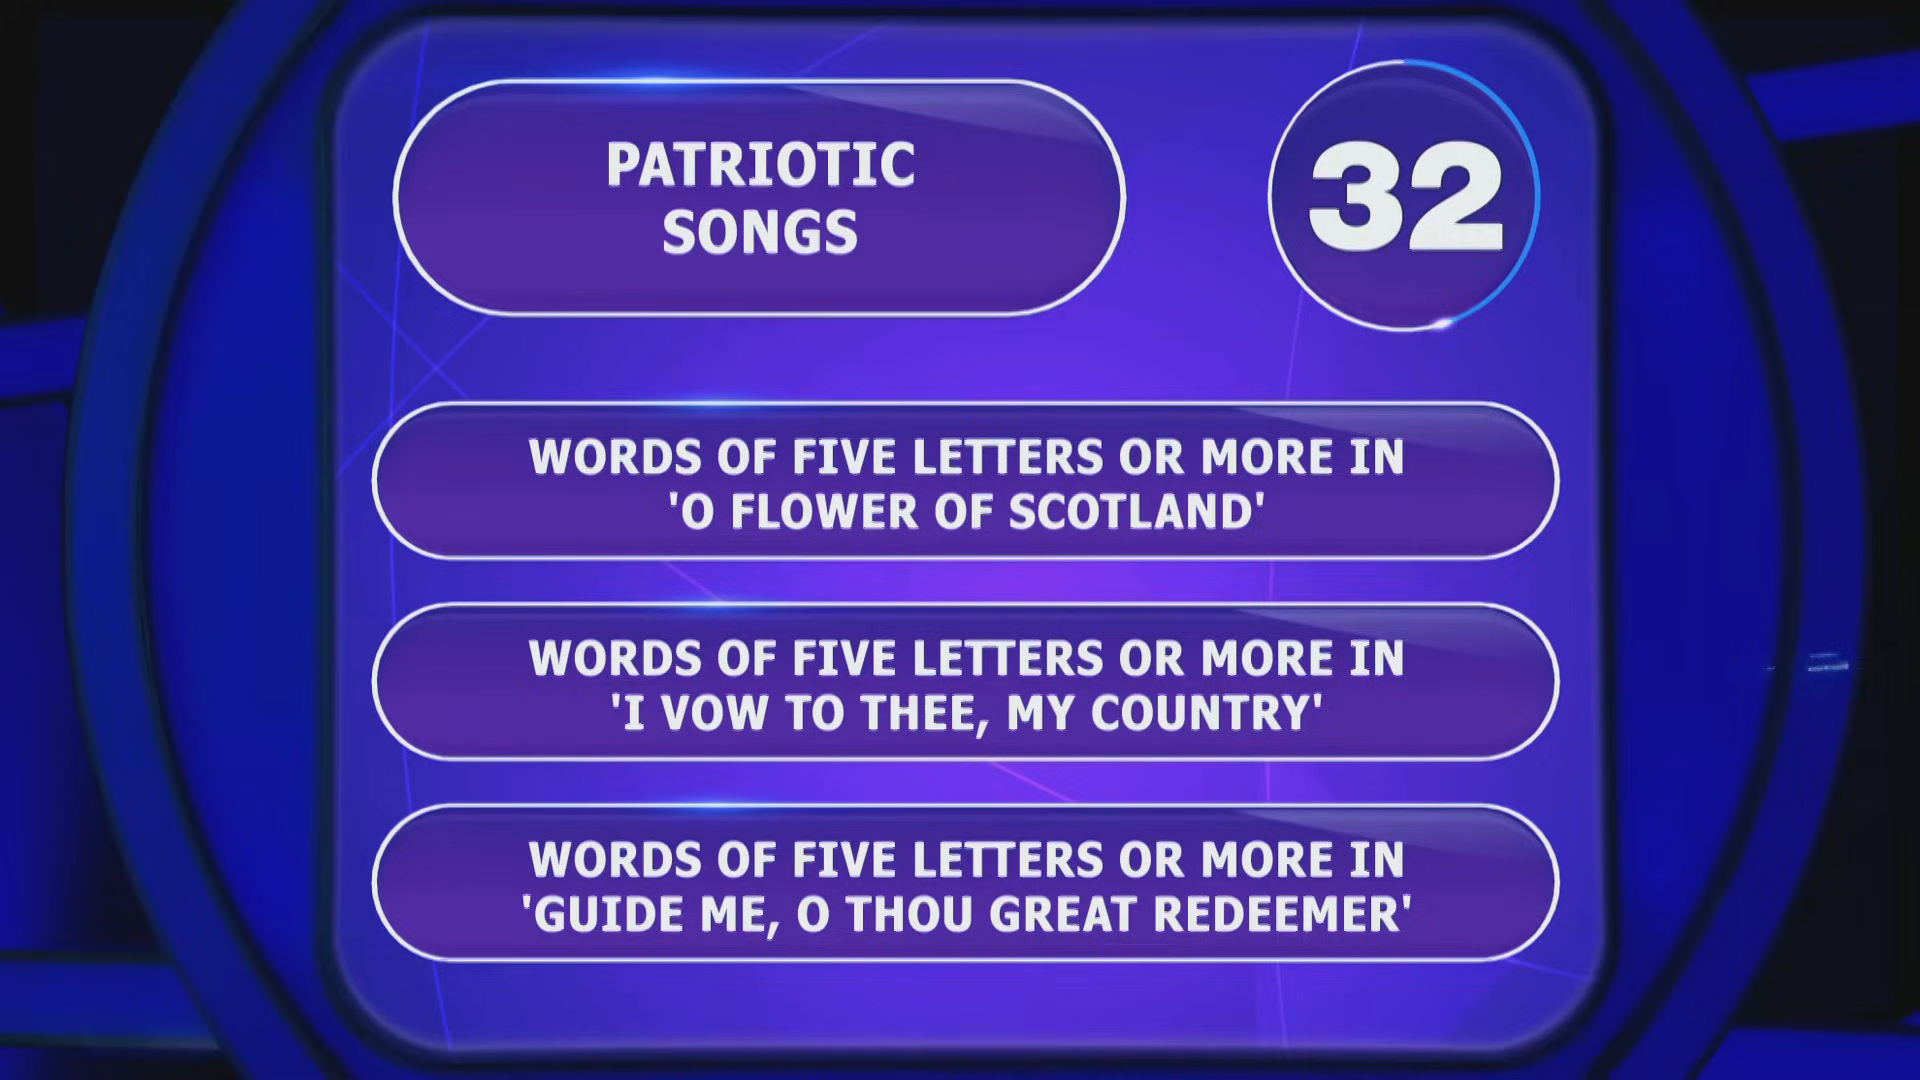 PATRIOTIC
SONGS
32
WORDS OF FIVE LETTERS OR MORE IN
'O FLOWER OF SCOTLAND'
WORDS OF FIVE LETTERS OR MORE IN
'I VOW TO THEE, MY COUNTRY'
WORDS OF FIVE LETTERS OR MORE IN
'GUIDE ME, O THOU GREAT REDEEMER'